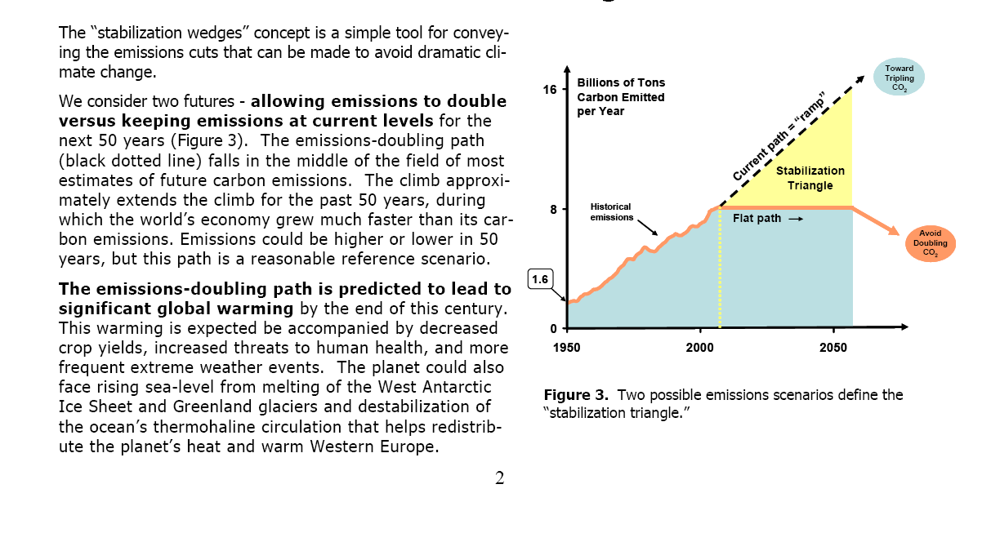 The “stabilization wedges” concept is a simple tool for convey-
ing the emissions cuts that can be made to avoid dramatic cli-
mate change.
We consider two futures - allowing emissions to double
versus keeping emissions at current levels for the
next 50 years (Figure 3).  The emissions-doubling path
(black dotted line) falls in the middle of the field of most
estimates of future carbon emissions.  The climb approxi-
mately extends the climb for the past 50 years, during
which the world’s economy grew much faster than its car-
bon emissions. Emissions could be higher or lower in 50
years, but this path is a reasonable reference scenario.
The emissions-doubling path is predicted to lead to
significant global warming by the end of this century.
This warming is expected be accompanied by decreased
crop yields, increased threats to human health, and more
frequent extreme weather events.  The planet could also
face rising sea-level from melting of the West Antarctic
Ice Sheet and Greenland glaciers and destabilization of
the ocean’s thermohaline circulation that helps redistrib-
ute the planet’s heat and warm Western Europe.
Billions of Tons
Carbon Emitted
per Year
16
8
0
1.6
Historical
emissions
Current path = “ramp”
Stabilization
Triangle
Flat path
Toward
Tripling
CO2
Avoid
Doubling
CO2
1950
2000
2050
Figure 3.  Two possible emissions scenarios define the
“stabilization triangle.”
2